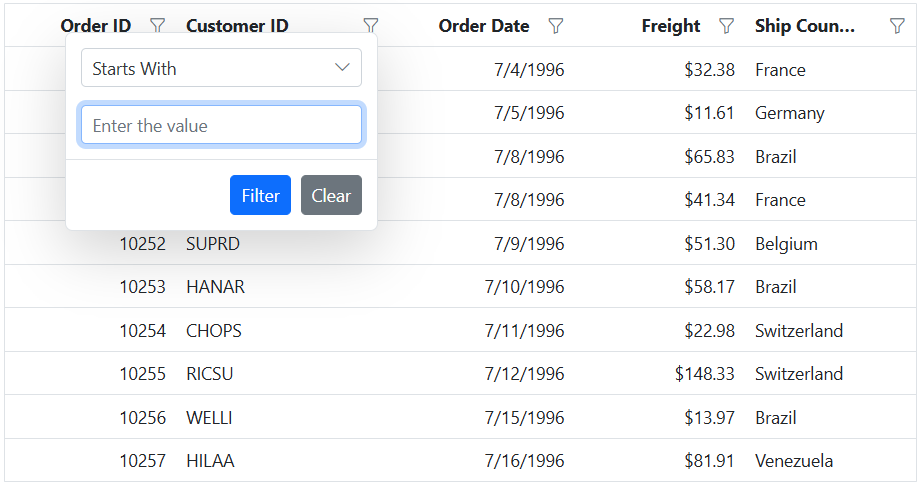 Order ID Customer ID Order Date Freight Ship Coun...
Starts With
7/4/1996 $32.38 France
7/5/1996 $11.61 Germany
Enter the value
7/8/1996 $65.83 Brazil
Filter Clear
7/8/1996 $41.34 France
10252 SUPRD 7/9/1996 $51.30 Belgium
10253 HANAR 7/10/1996 $58.17 Brazil
10254 CHOPS 7/11/1996 $22.98 Switzerland
10255 RICSU 7/12/1996 $148.33 Switzerland
10256 WELLI 7/15/1996 $13.97 Brazil
10257 HILAA 7/16/1996 $81.91 Venezuela